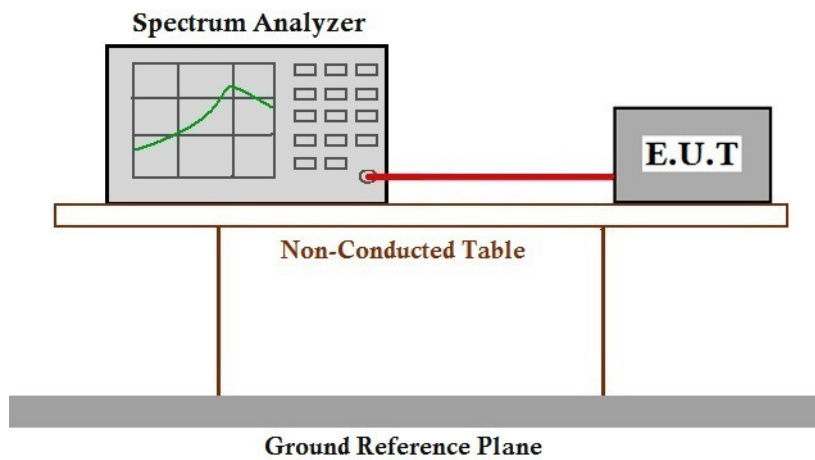 Spectrum Analyzer
E.U.T
Non-Conducted Table
Ground Reference Plane